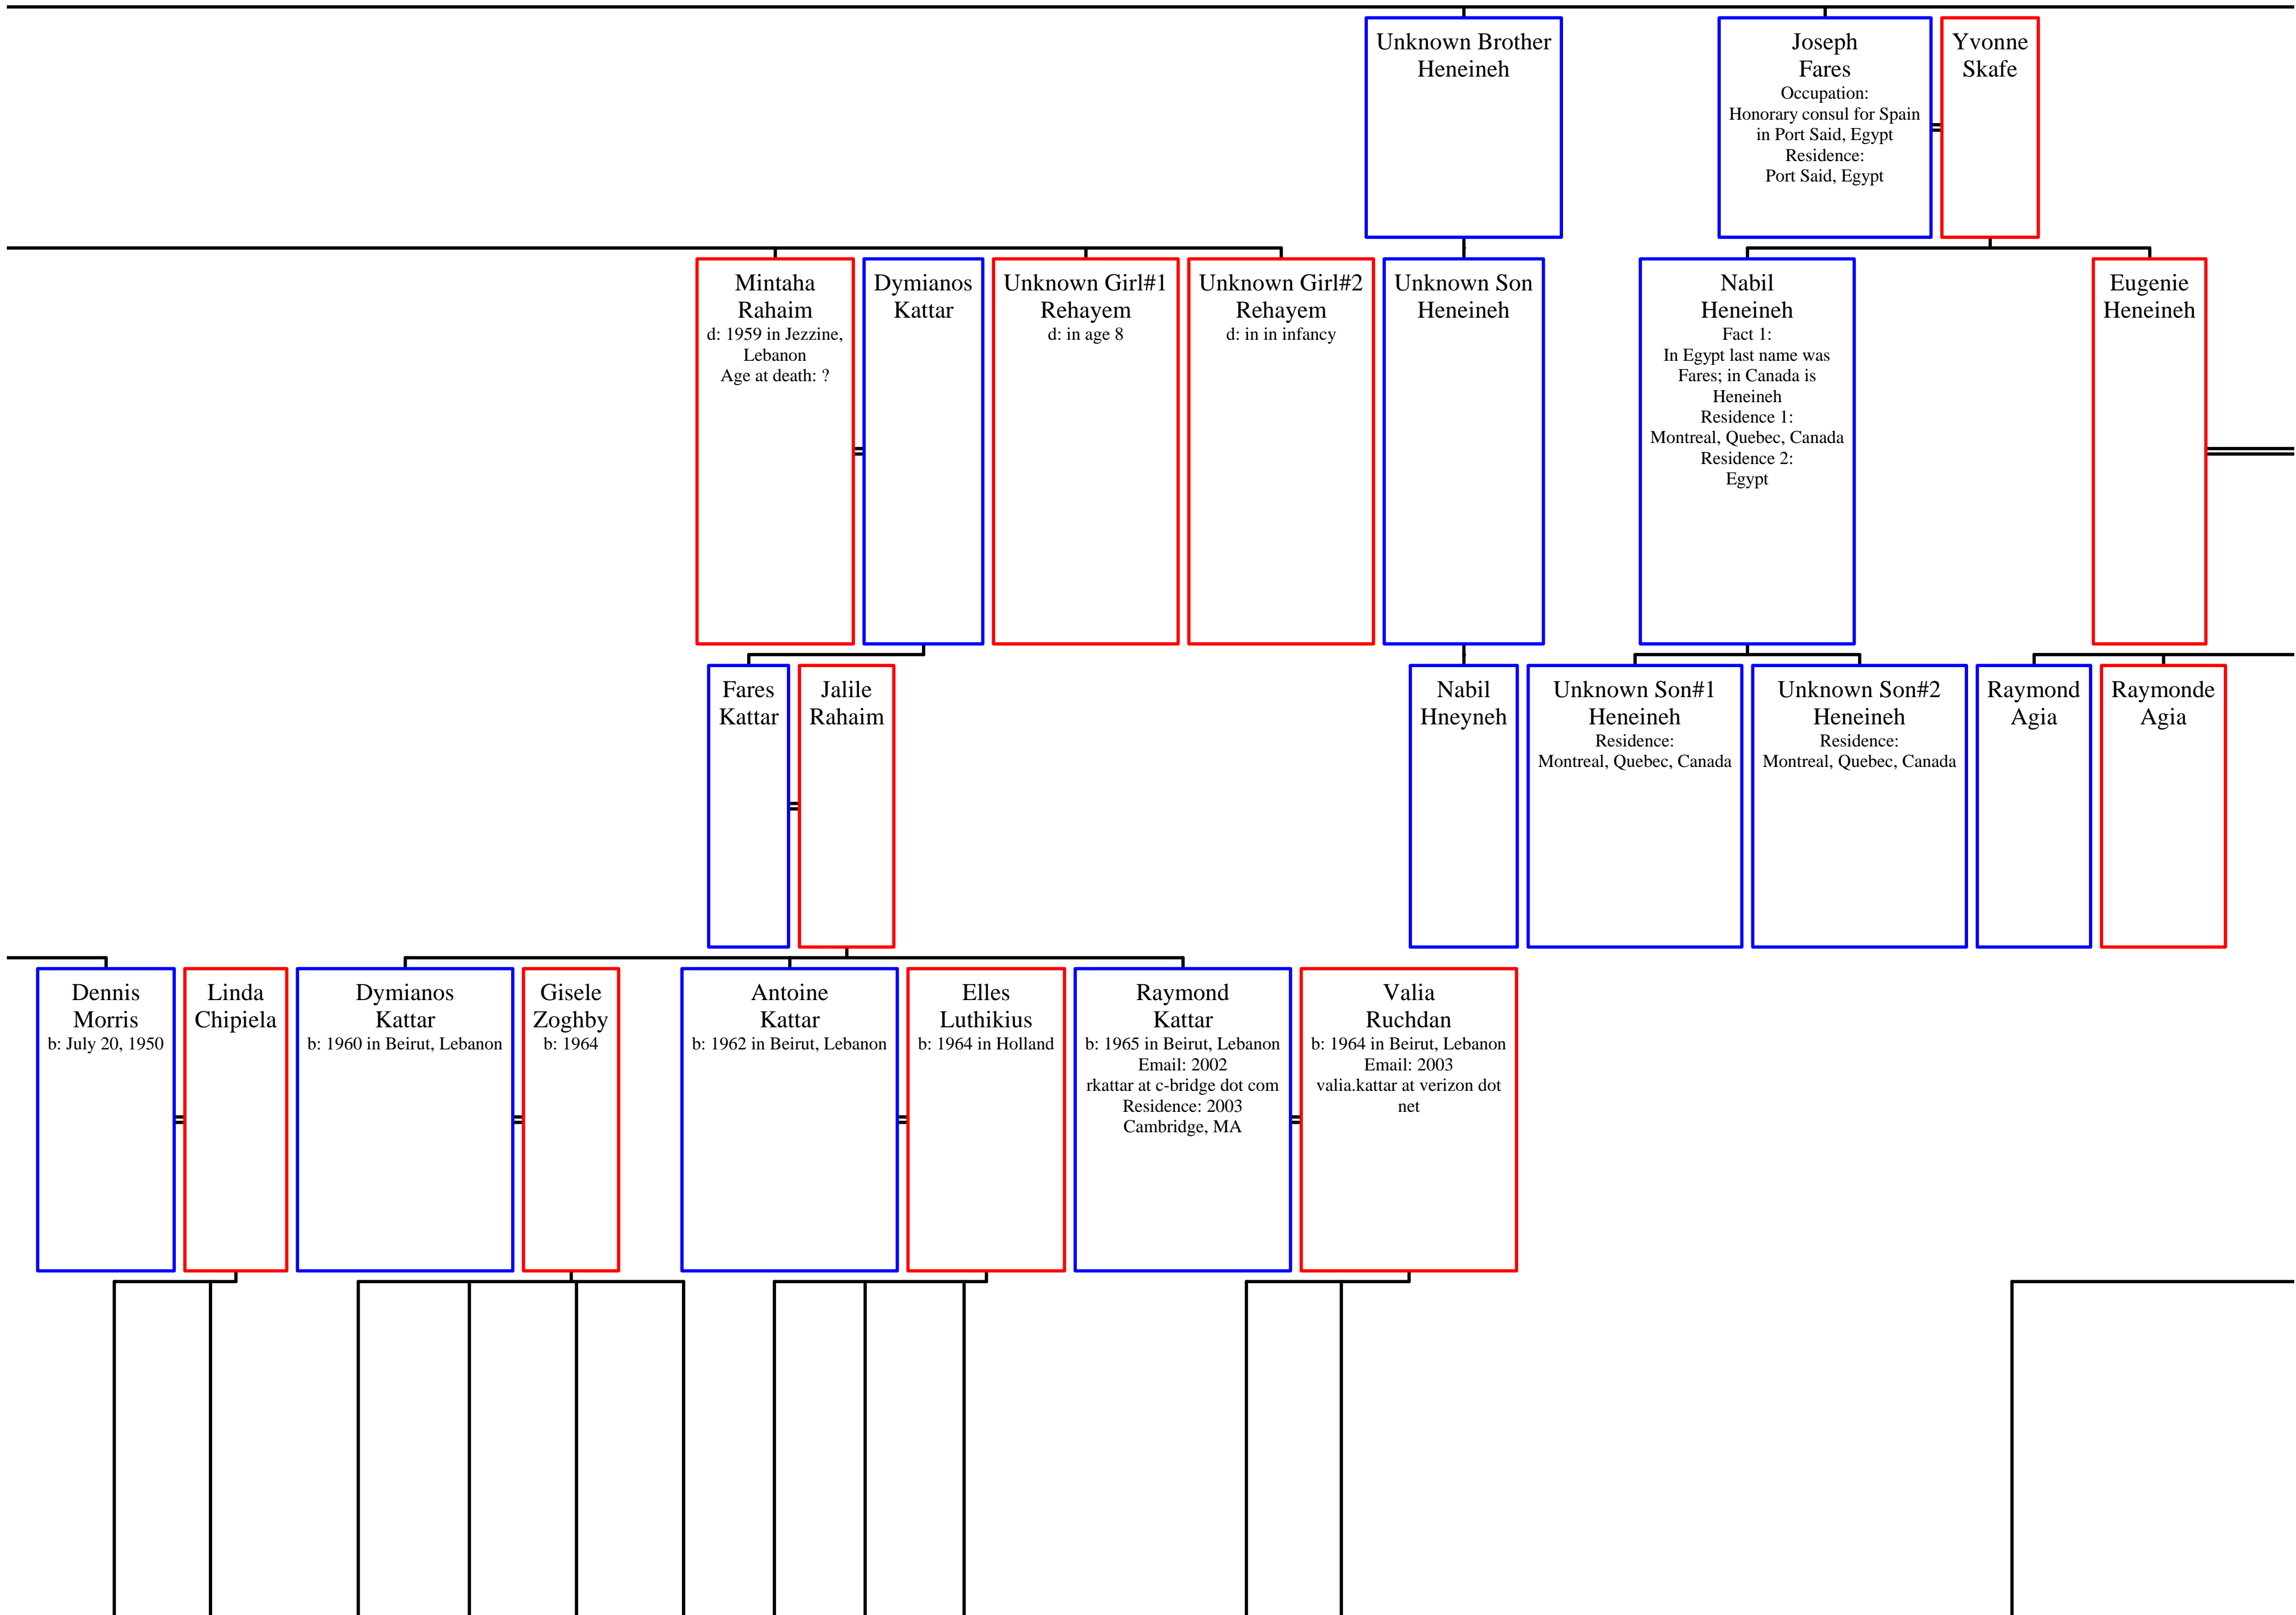 Unknown Brother
Heneineh
Joseph
Fares
Occupation:
Honorary consul for Spain
in Port Said, Egypt
Residence:
Port Said, Egypt
Yvonne
Skafe
Mintaha
Rahaim
d: 1959 in Jezzine,
Lebanon
Age at death: ?
Dymianos
Kattar
Unknown Girl#1
Rehayem
d: in age 8
Unknown Girl#2
Rehayem
d: in in infancy
Unknown Son
Heneineh
Nabil
Heneineh
Fact 1:
In Egypt last name was
Fares; in Canada is
Heneineh
Residence 1:
Montreal, Quebec, Canada
Residence 2:
Egypt
Eugenie
Heneineh
Fares
Kattar
Jalile
Rahaim
Nabil
Hneyneh
Unknown Son#1
Heneineh
Residence:
Montreal, Quebec, Canada
Unknown Son#2
Heneineh
Residence:
Montreal, Quebec, Canada
Raymond
Agia
Raymonde
Agia
Dennis
Morris
b: July 20, 1950
Linda
Chipiela
Dymianos
Kattar
b: 1960 in Beirut, Lebanon
Gisele
Zoghby
b: 1964
Antoine
Kattar
b: 1962 in Beirut, Lebanon
Elles
Luthikius
b: 1964 in Holland
Raymond
Kattar
b: 1965 in Beirut, Lebanon
Email: 2002
rkattar at c-bridge dot com
Residence: 2003
Cambridge, MA
Valia
Ruchdan
b: 1964 in Beirut, Lebanon
Email: 2003
valia.kattar at verizon dot
net